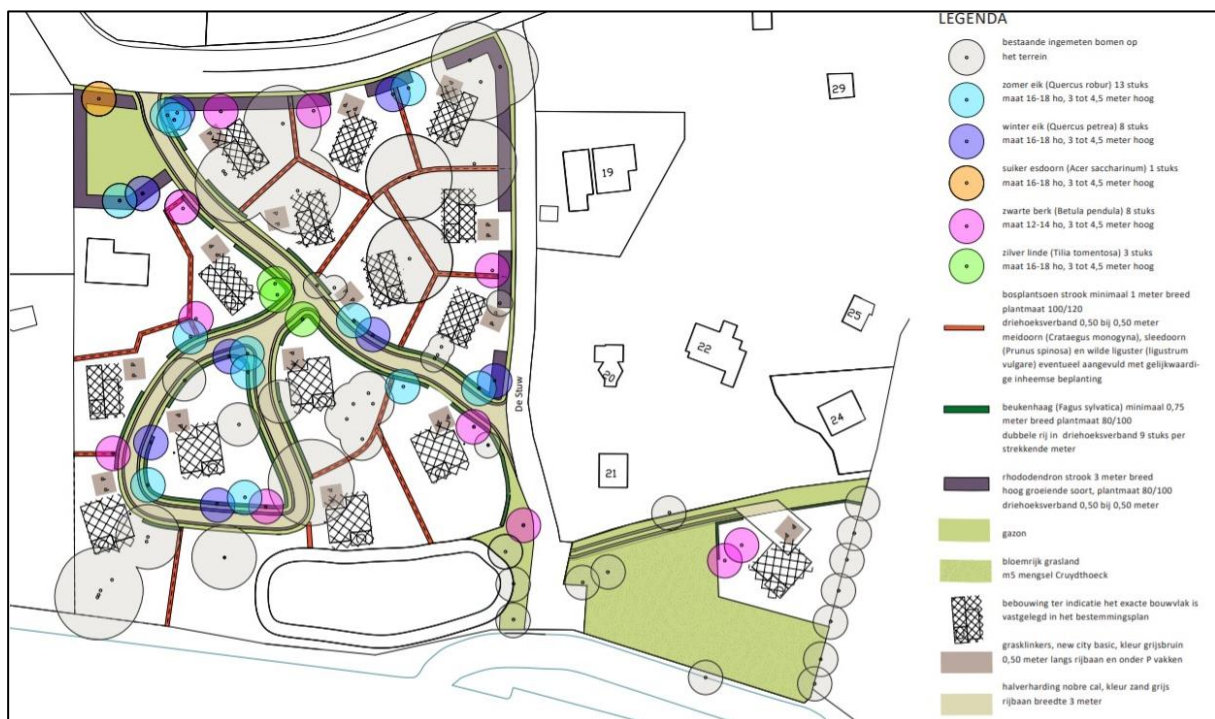 LEGENDA
bestaande ingemeten bomen op
het terrein
zomer eik (Quercus robur) 13 stuks
maat 16-18 ho, 3 tot 4,5 meter hoog
winter eik (Quercus petrea) 8 stuks
maat 16-18 ho, 3 tot 4,5 meter hoog
suiker esdoorn (Acer saccharinum) 1 stuks
maat 16-18 ho, 3 tot 4,5 meter hoog
zwarte berk (Betula pendula) 8 stuks
maat 12-14 ho, 3 tot 4,5 meter hoog
zilver linde (Tilia tomentosa) 3 stuks
maat 16-18 ho, 3 tot 4,5 meter hoog
bosplantsoen strook minimaal 1 meter breed
plantmaat 100/120
driehoeksverband 0,50 bij 0,50 meter
meidoorn (Crataegus monogyna), sleedoorn
(Prunus spinosa) en wilde liguster (ligustrum
vulgare) eventueel aangevuld met gelijkwaardi-
ge inheemse beplanting
beukenhaag (Fagus sylvatica) minimaal 0,75
meter breed plantmaat 80/100
dubbele rij in driehoeksverband 9 stuks per
strekkende meter
rhododendron strook 3 meter breed
hoog groeiende soort, plantmaat 80/100
driehoeksverband 0,50 bij 0,50 meter
gazon
bloemrijk grasland
m5 mengsel Cruydthoeck
bebouwing ter indicatie het exacte bouwvlak is
vastgelegd in het bestemmingsplan
grasklinkers, new city basic, kleur grijsbruin
0,50 meter langs rijbaan en onder P vakken
halverharding nobre cal, kleur zand grijs
rijbaan breedte 3 meter
29
19
25
22
20
24
21
De Stuw